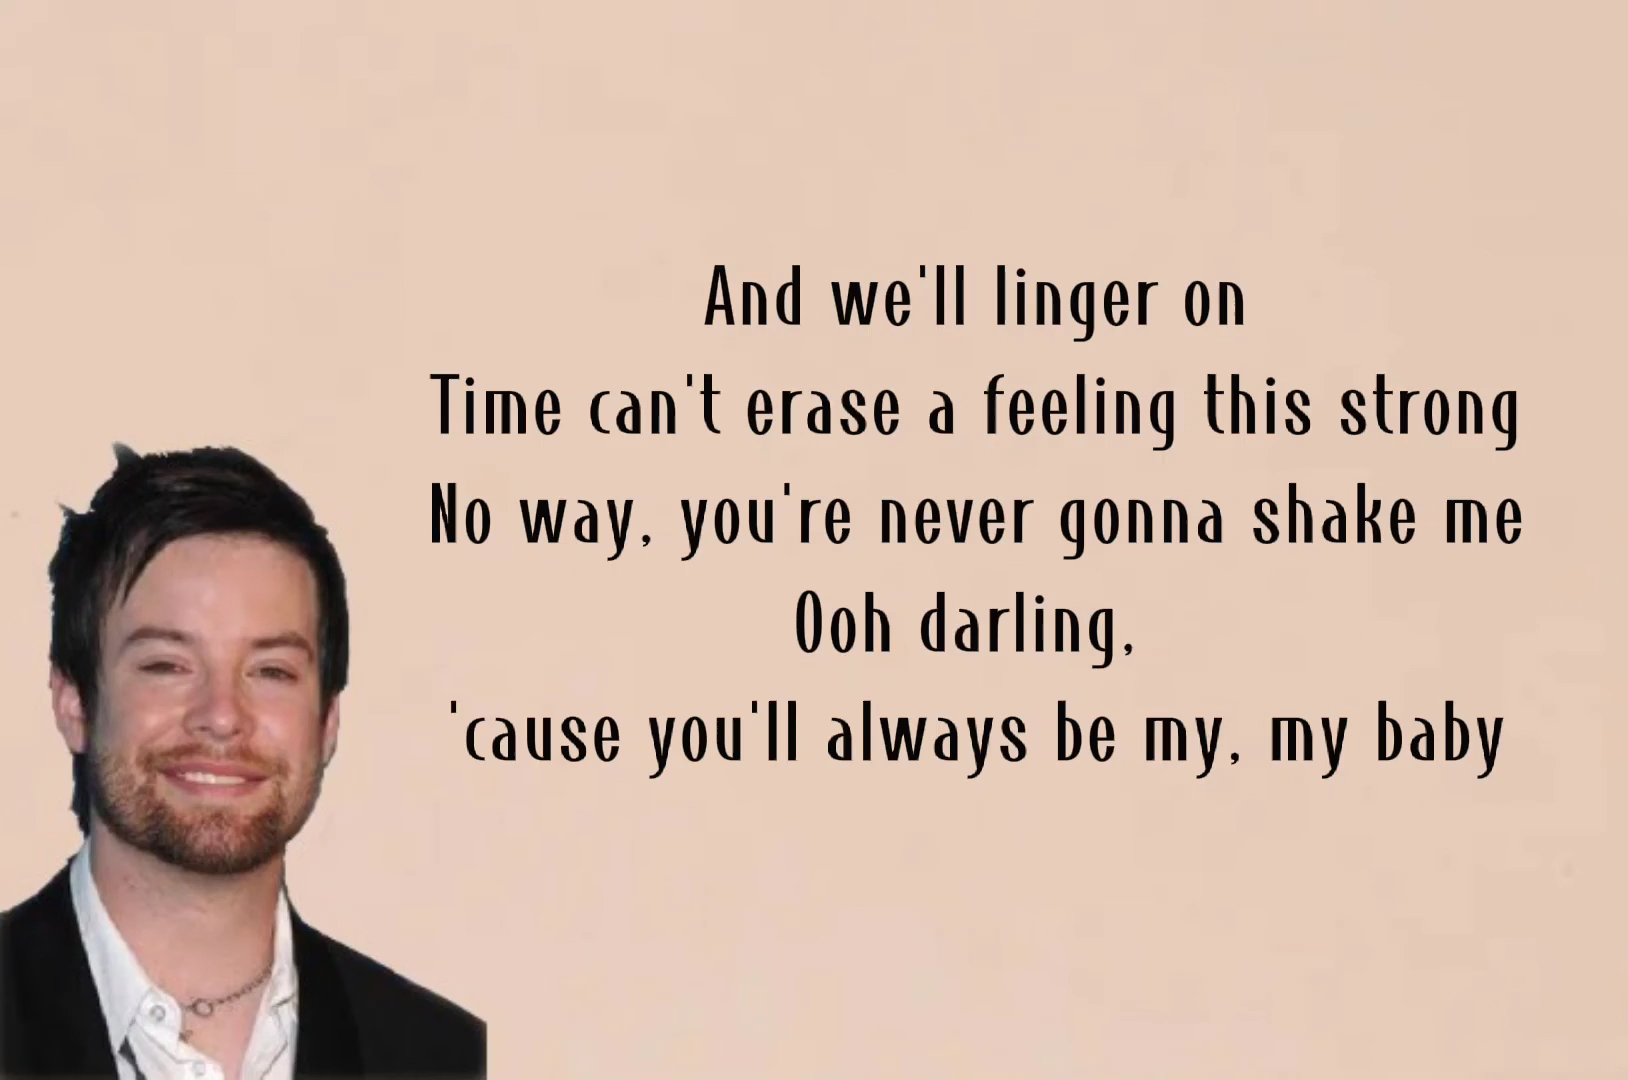 And we'll linger on
Time can't erase a feeling this strong
No way, you're never gonna shake me
Ooh darling,
'cause you'll always be my, my baby